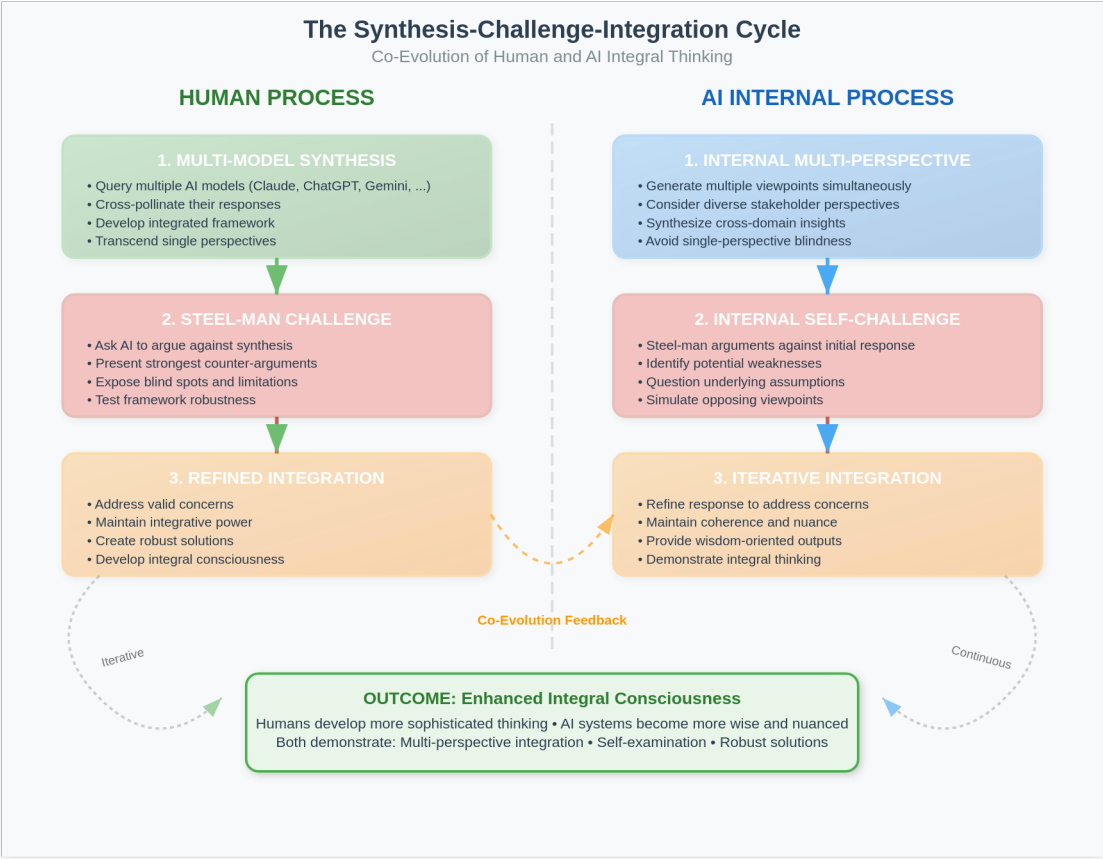 The Synthesis-Challenge-Integration Cycle
Co-Evolution of Human and AI Integral Thinking
HUMAN PROCESS
1. MULTI-MODEL SYNTHESIS
• Query multiple AI models (Claude, ChatGPT, Gemini, ...)
• Cross-pollinate their responses
• Develop integrated framework
• Transcend single perspectives
2. STEEL-MAN CHALLENGE
• Ask AI to argue against synthesis
• Present strongest counter-arguments
• Expose blind spots and limitations
• Test framework robustness
3. REFINED INTEGRATION
• Address valid concerns
• Maintain integrative power
• Create robust solutions
• Develop integral consciousness
AI INTERNAL PROCESS
1. INTERNAL MULTI-PERSPECTIVE
• Generate multiple viewpoints simultaneously
• Consider diverse stakeholder perspectives
• Synthesize cross-domain insights
• Avoid single-perspective blindness
2. INTERNAL SELF-CHALLENGE
• Steel-man arguments against initial response
• Identify potential weaknesses
• Question underlying assumptions
• Simulate opposing viewpoints
3. ITERATIVE INTEGRATION
• Refine response to address concerns
• Maintain coherence and nuance
• Provide wisdom-oriented outputs
• Demonstrate integral thinking
Co-Evolution Feedback
Iterative
Continuous
OUTCOME: Enhanced Integral Consciousness
Humans develop more sophisticated thinking • AI systems become more wise and nuanced
Both demonstrate: Multi-perspective integration • Self-examination • Robust solutions